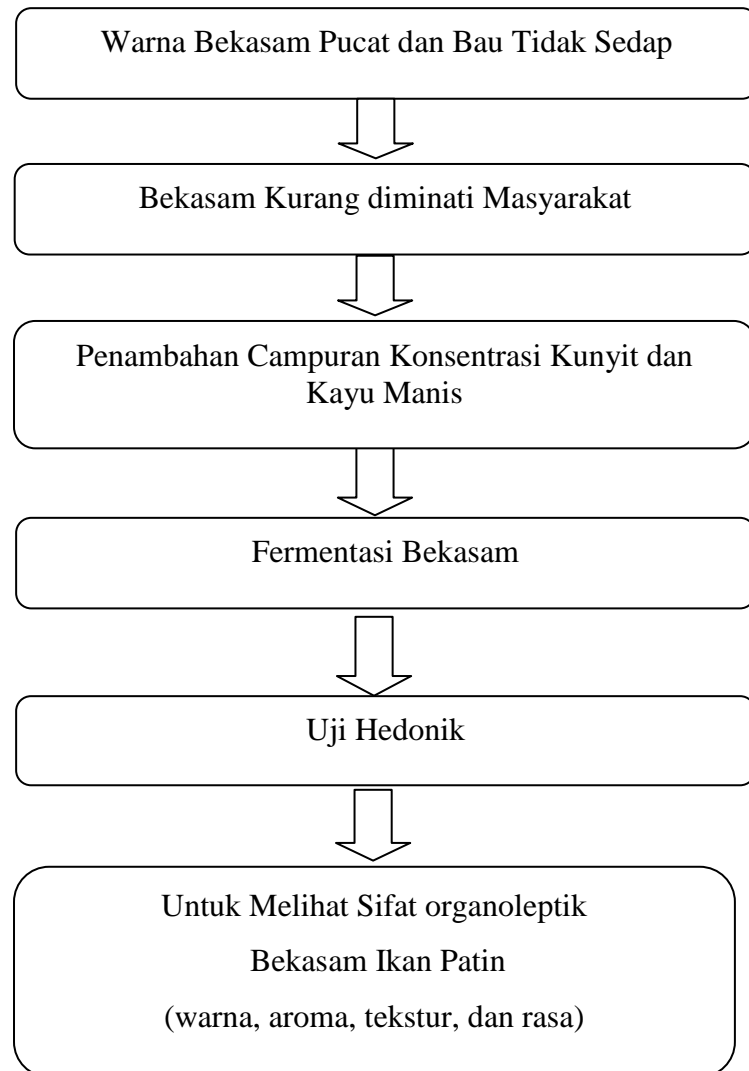 Warna Bekasam Pucat dan Bau Tidak Sedap
Bekasam Kurang diminati Masyarakat
Penambahan Campuran Konsentrasi Kunyit dan
Kayu Manis
Fermentasi Bekasam
Uji Hedonik
Untuk Melihat Sifat organoleptik
Bekasam Ikan Patin
(warna, aroma, tekstur, dan rasa)